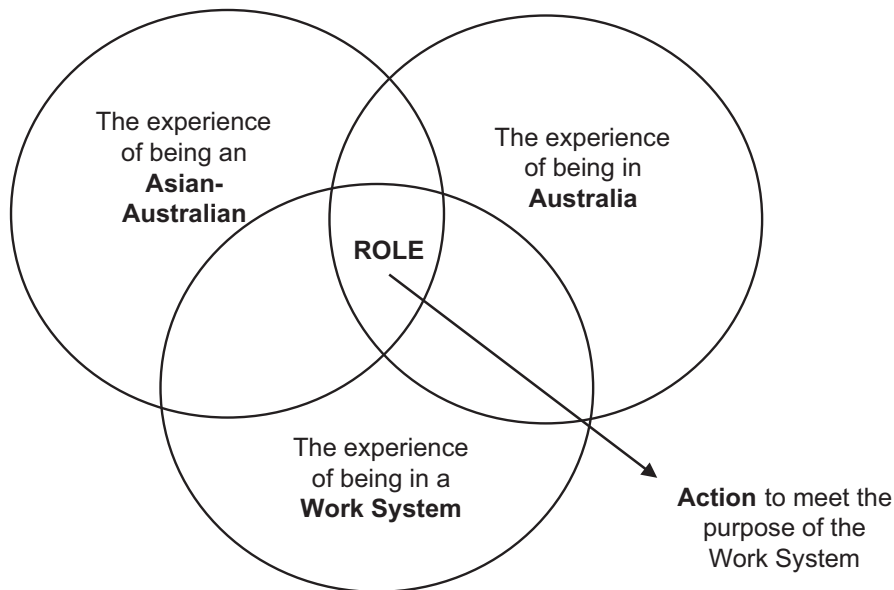 The experience
of being an
Asian-
Australian
The experience
of being in
Australia
ROLE
The experience
of being in a
Work System
Action to meet the
purpose of the
Work System